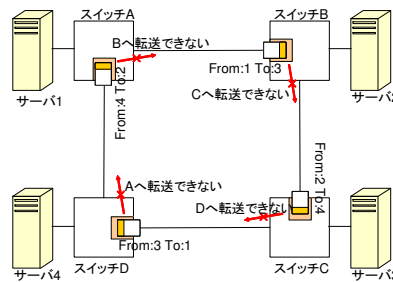 スイッチA
スイッチB
Bへ転送できない
From:1 To:3
From:4 To:2
Cへ転送できない
サーバ1
From:2 To:4
Aへ転送できない
Dへ転送できない
From:3 To:1
サーバ4
スイッチD
スイッチC